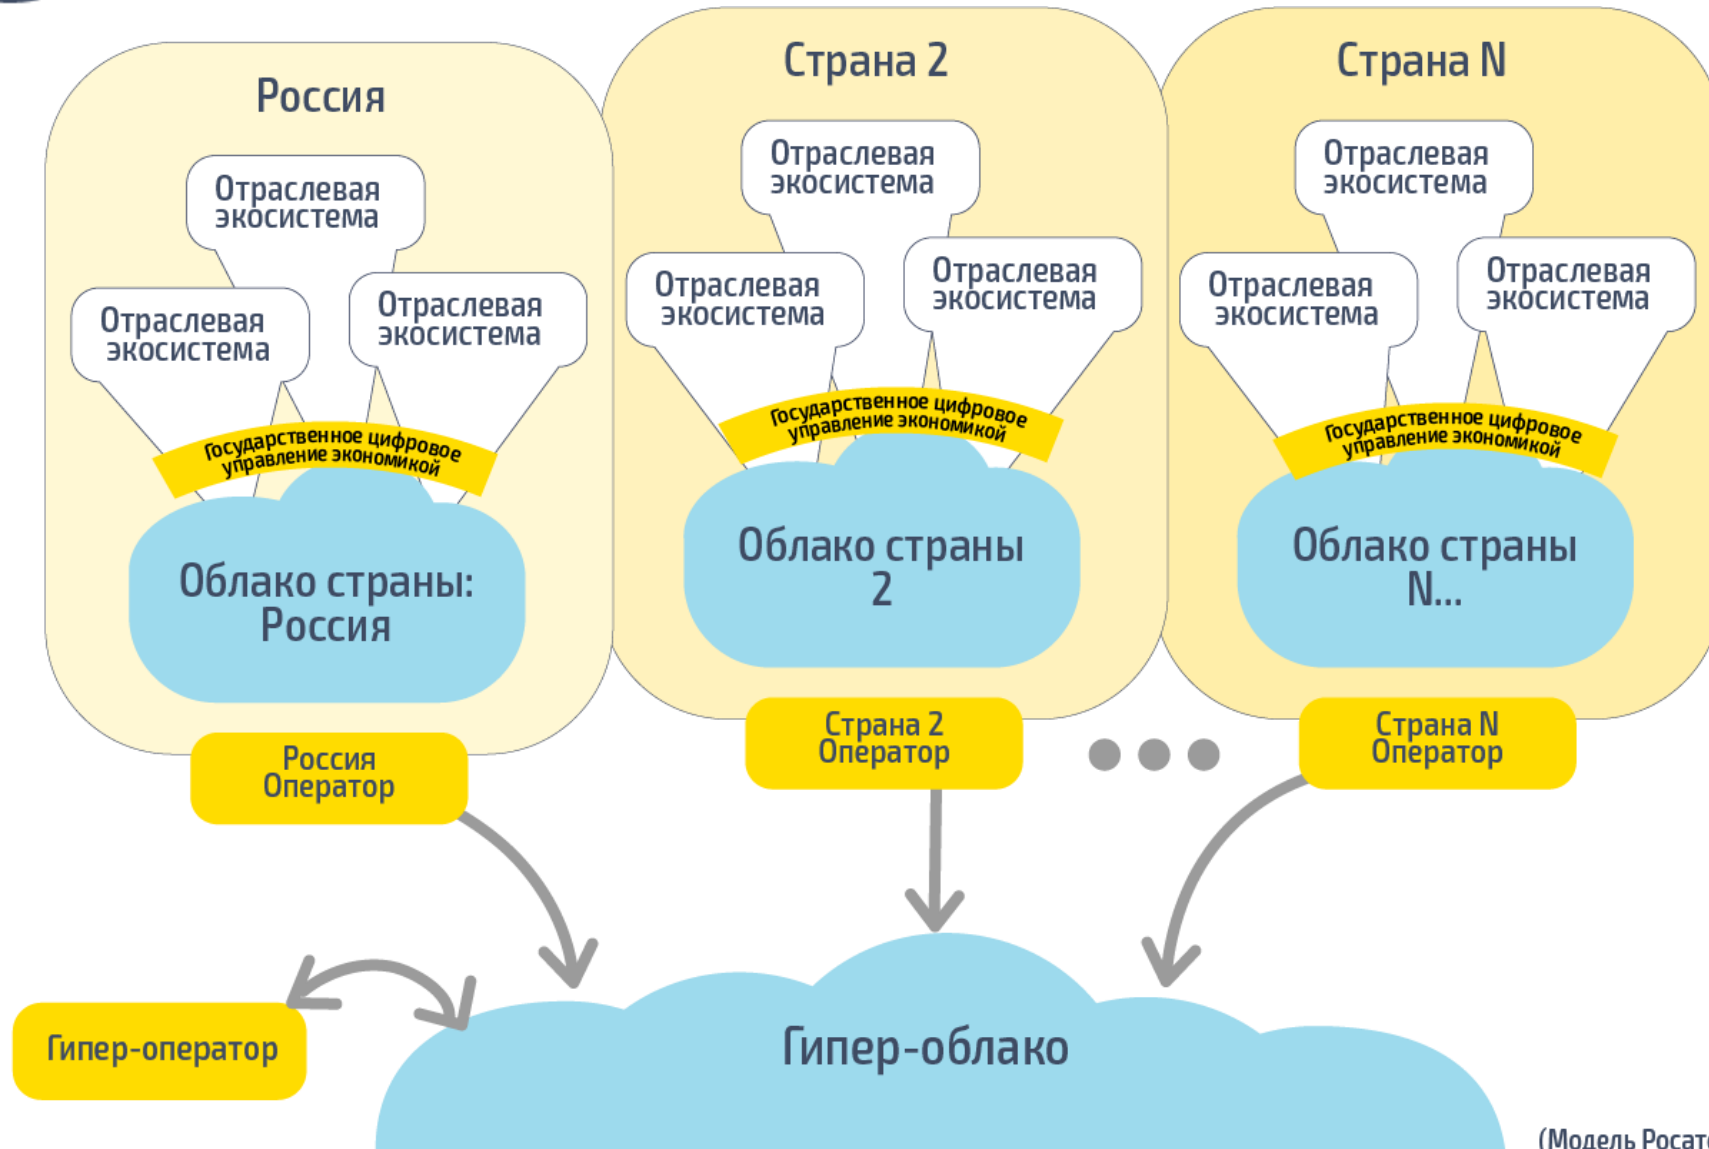 Россия
Отраслевая
экосистема
Отраслевая
экосистема
Отраслевая
экосистема
Государственное цифровое
управление экономикой
Облако страны:
Россия
Россия
Оператор
Страна 2
Отраслевая
экосистема
Отраслевая
экосистема
Отраслевая
экосистема
Государственное цифровое
управление экономикой
Облако страны
2
Страна 2
Оператор
Страна N
Отраслевая
экосистема
Отраслевая
экосистема
Отраслевая
экосистема
Государственное цифровое
управление экономикой
Облако страны
N...
Страна N
Оператор
Гипер-оператор
Гипер-облако
(Модель